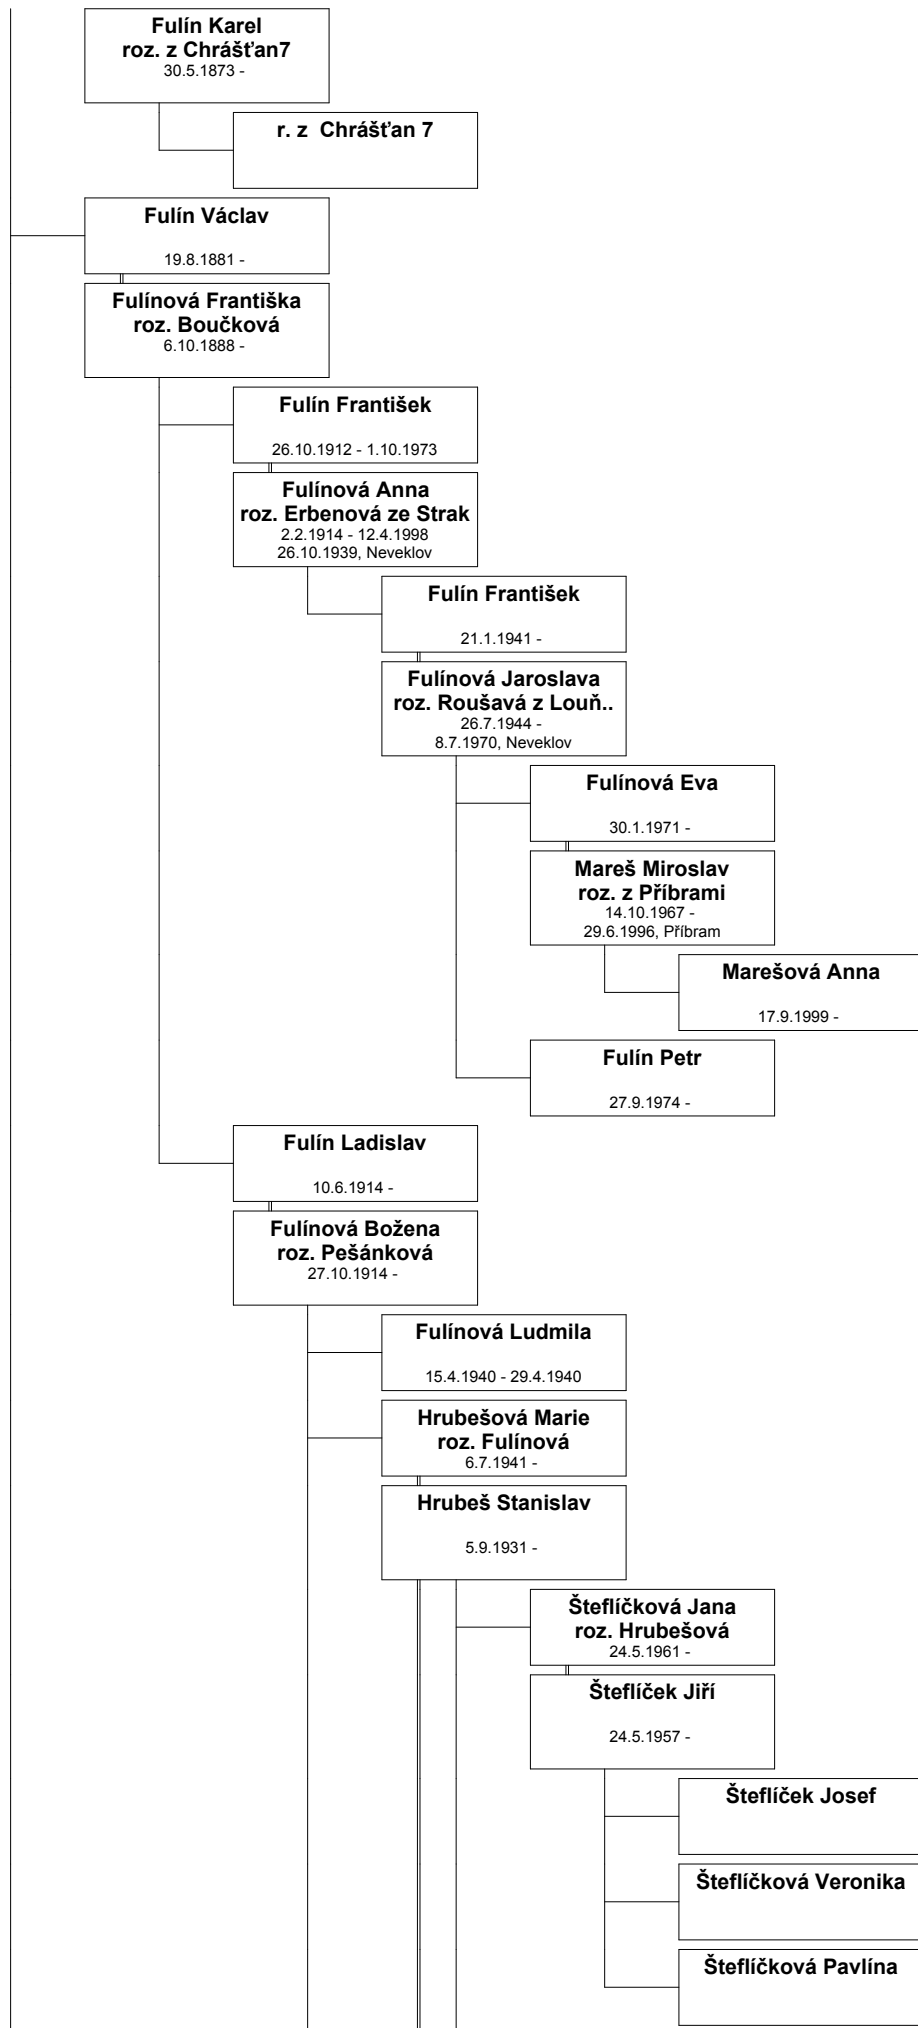 Fulín Karel
roz. z Chrášťan7
30.5.1873 -
r. z  Chrášťan 7
Fulín Václav
19.8.1881 -
Fulínová Františka
roz. Boučková
6.10.1888 -
Fulín František
26.10.1912 - 1.10.1973
Fulínová Anna
roz. Erbenová ze Strak
2.2.1914 - 12.4.1998
26.10.1939, Neveklov
Fulín František
21.1.1941 -
Fulínová Jaroslava
roz. Roušavá z Louň..
26.7.1944 -
8.7.1970, Neveklov
Fulínová Eva
30.1.1971 -
Mareš Miroslav
roz. z Příbrami
14.10.1967 -
29.6.1996, Příbram
Marešová Anna
17.9.1999 -
Fulín Petr
27.9.1974 -
Fulín Ladislav
10.6.1914 -
Fulínová Božena
roz. Pešánková
27.10.1914 -
Fulínová Ludmila
15.4.1940 - 29.4.1940
Hrubešová Marie
roz. Fulínová
6.7.1941 -
Hrubeš Stanislav
5.9.1931 -
Šteflíčková Jana
roz. Hrubešová
24.5.1961 -
Šteflíček Jiří
24.5.1957 -
Šteflíček Josef
Šteflíčková Veronika
Šteflíčková Pavlína